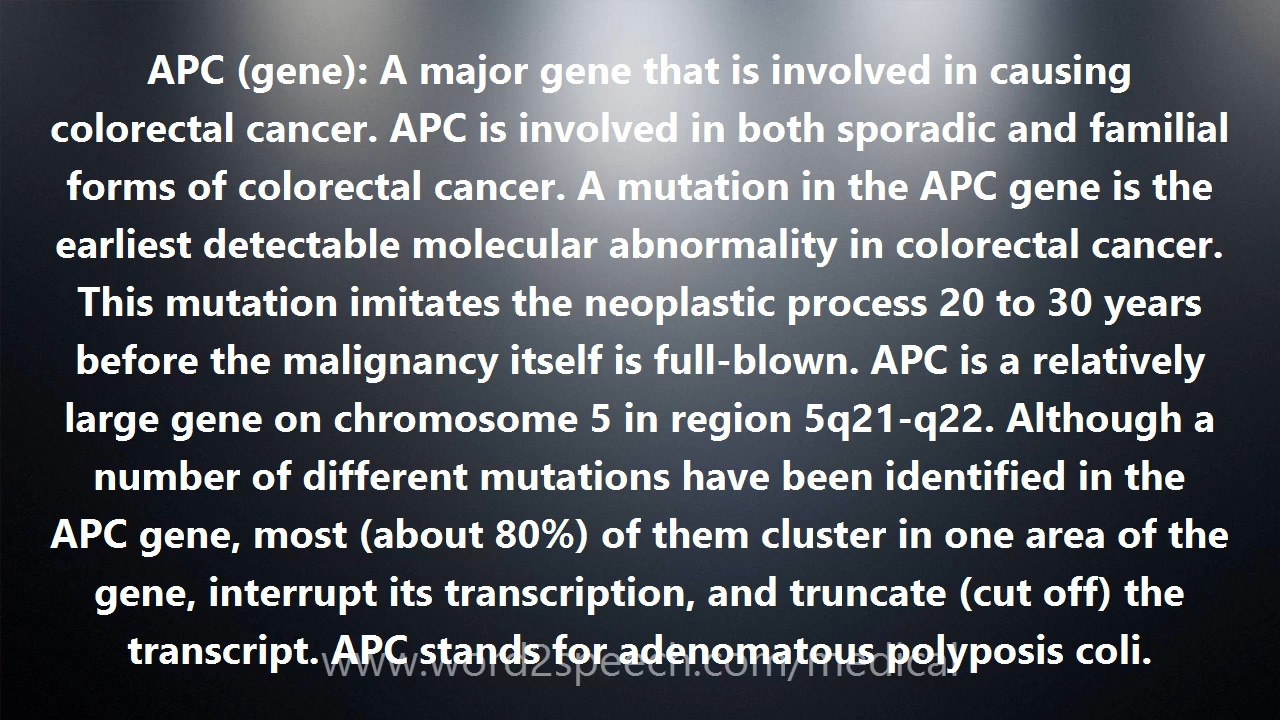 APC (gene): A major gene that is involved in causing
colorectal cancer. APC is involved in both sporadic and familial
forms of colorectal cancer. A mutation in the APC gene is the
earliest detectable molecular abnormality in colorectal cancer.
This mutation imitates the neoplastic process 20 to 30 years
before the malignancy itself is full-blown. APC is a relatively
large gene on chromosome 5 in region 5q21-q22. Although a
number of different mutations have been identified in the
APC gene, most (about 80%) of them cluster in one area of the
gene, interrupt its transcription, and truncate (cut off) the
transcript. APC stands for adenomatous polyposis coli.
www.word2speech.com/medical